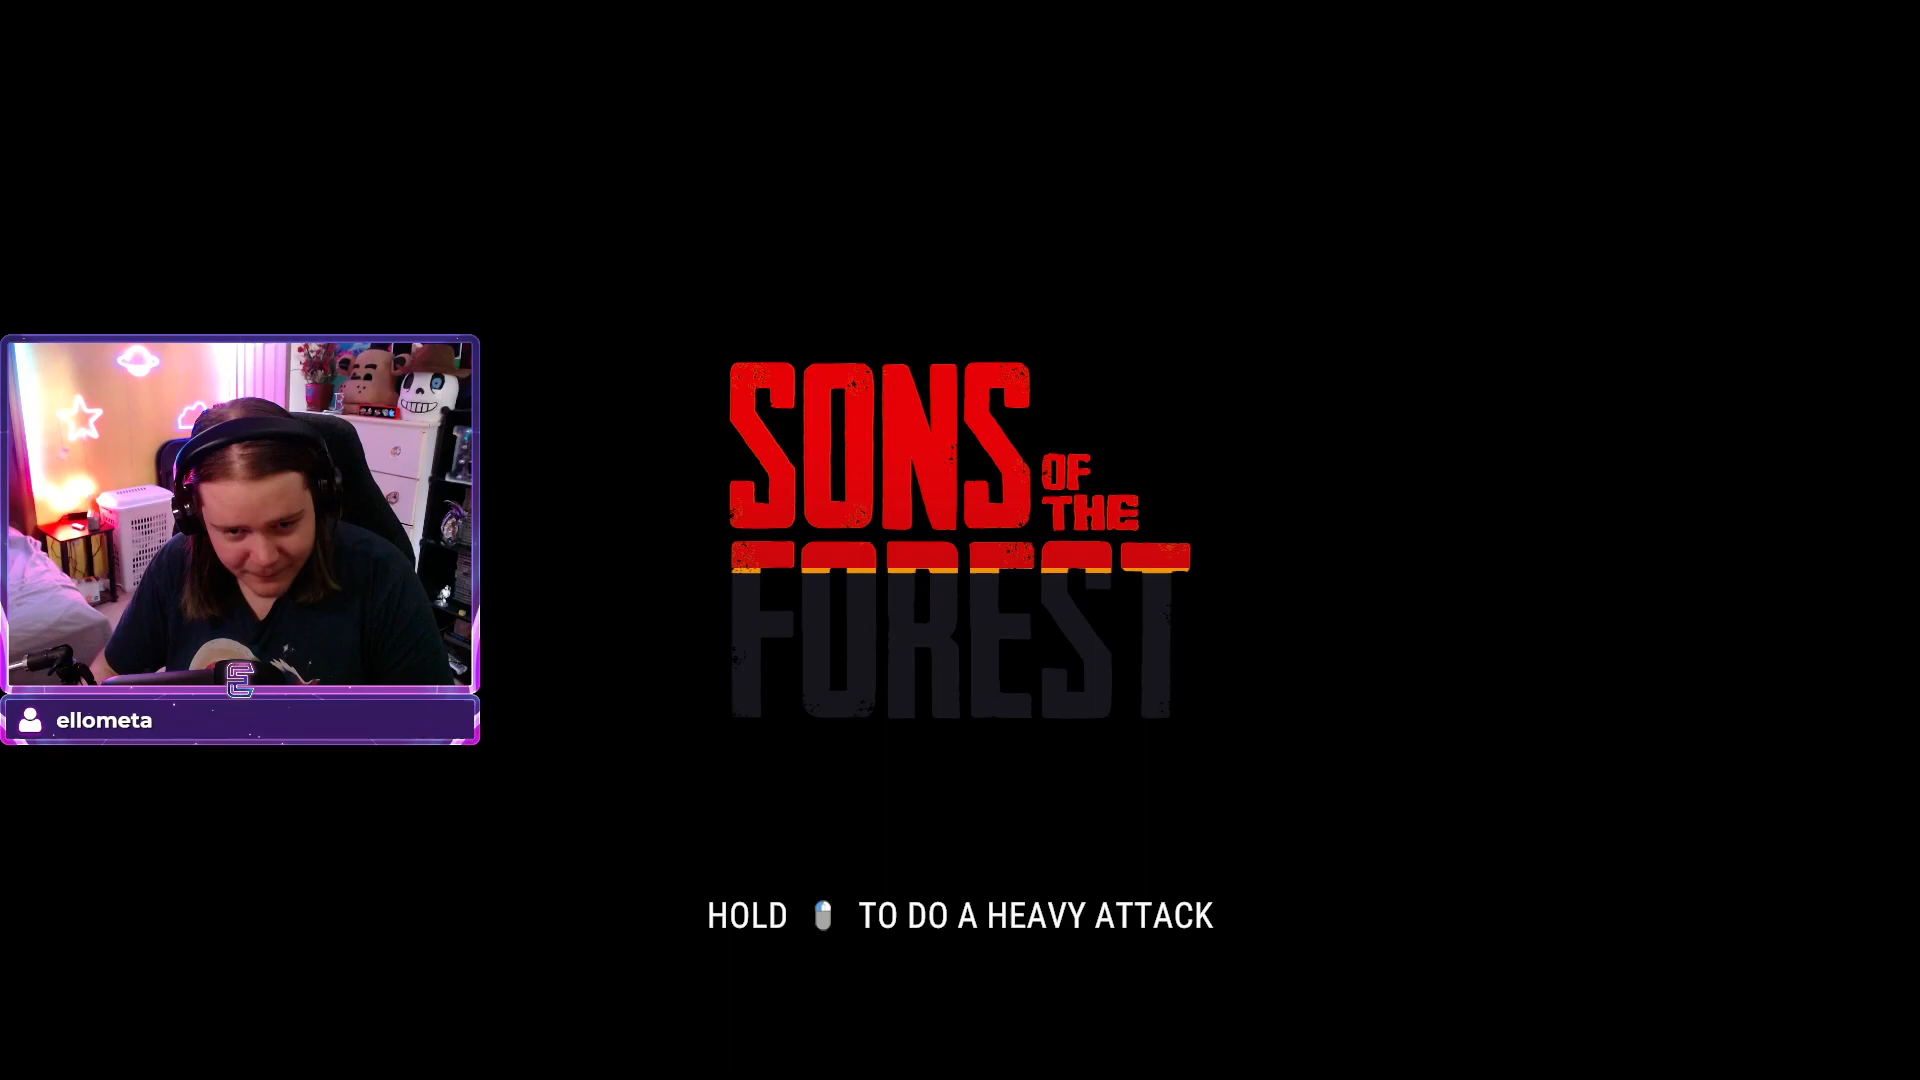 SONS
OF
THE
FOREST
E
ellometa
HOLD TO DO A HEAVY ATTACK